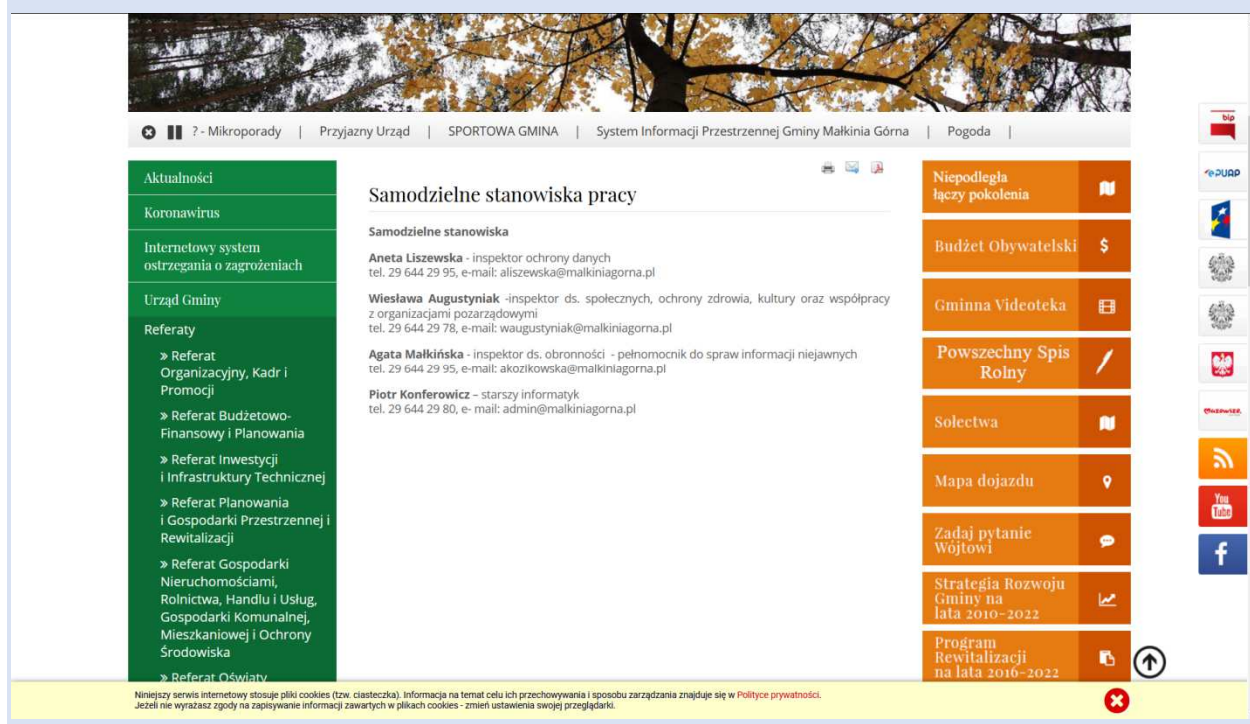 ? - Mikroporady | Przyjazny Urząd | SPORTOWA GMINA | System Informacji Przestrzennej Gminy Małkinia Górna | Pogoda |
Aktualności
Koronawirus
Internetowy system
ostrzegania o zagrożeniach
Urząd Gminy
Referaty
» Referat
Organizacyjny, Kadr i
Promocji
» Referat Budżetowo-
Finansowy i Planowania
» Referat Inwestycji
i Infrastruktury Technicznej
» Referat Planowania
i Gospodarki Przestrzennej i
Rewitalizacji
» Referat Gospodarki
Nieruchomościami,
Rolnictwa, Handlu i Usług,
Gospodarki Komunalnej,
Mieszkaniowej i Ochrony
Środowiska
» Referat Oświaty
Samodzielne stanowiska pracy
Samodzielne stanowiska
Aneta Liszewska - inspektor ochrony danych
tel. 29 644 29 95, e-mail: aliszewska@malkiniagorna.pl
Wiesława Augustyniak -inspektor ds. społecznych, ochrony zdrowia, kultury oraz współpracy
z organizacjami pozarządowymi
tel. 29 644 29 78, e-mail: waugustyniak@malkiniagorna.pl
Agata Małkińska - inspektor ds. obronności - pełnomocnik do spraw informacji niejawnych
tel. 29 644 29 95, e-mail: akozikowska@malkiniagorna.pl
Piotr Konferowicz – starszy informatyk
tel. 29 644 29 80, e- mail: admin@malkiniagorna.pl
Niepodległa
łączy pokolenia
Budżet Obywatelski
Gminna Videoteka
Powszechny Spis
Rolny
Sołectwa
Mapa dojazdu
Zadaj pytanie
Wójtowi
Strategia Rozwoju
Gminy na
lata 2010-2022
Program
Rewitalizacji
na lata 2016-2022
bip
ePUAP
You
Tube
Niniejszy serwis internetowy stosuje pliki cookies (tzw. ciasteczka). Informacja na temat celu ich przechowywania i sposobu zarządzania znajduje się w Polityce prywatności.
Jeżeli nie wyrażasz zgody na zapisywanie informacji zawartych w plikach cookies - zmień ustawienia swojej przeglądarki.